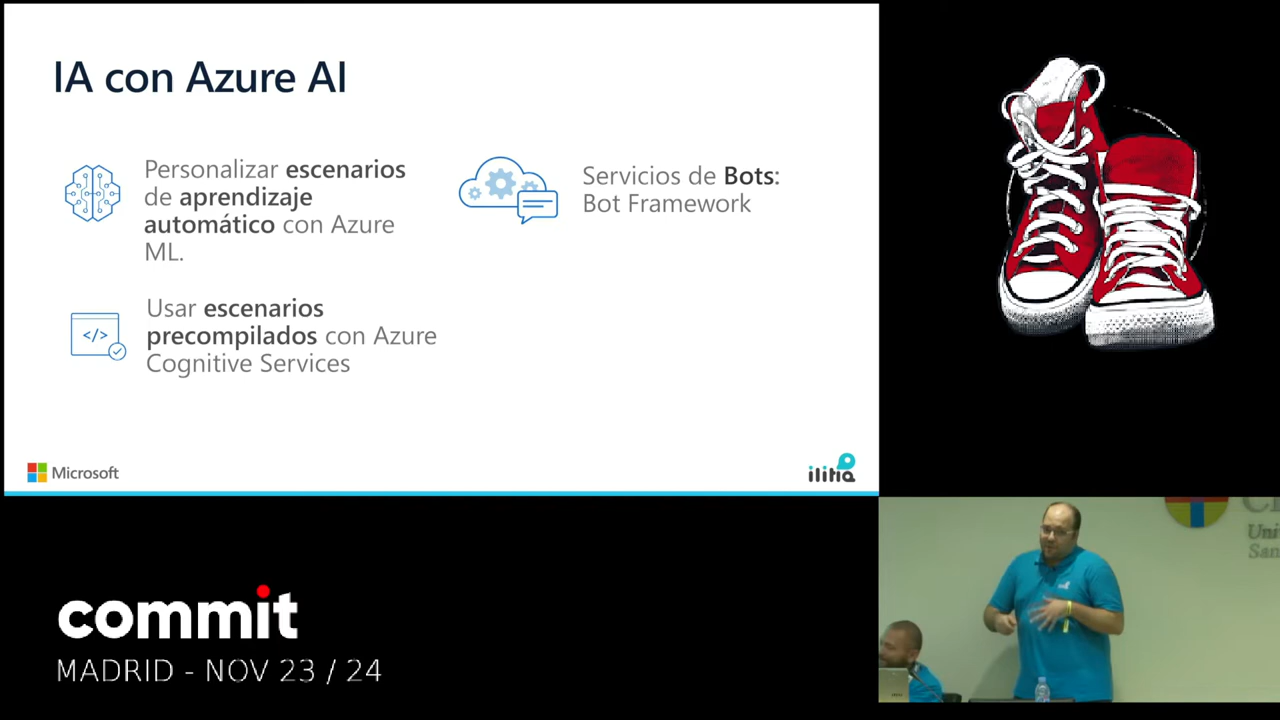 IA con Azure AI
Personalizar escenarios
de aprendizaje
automático con Azure
ML.
Servicios de Bots:
Bot Framework
Usar escenarios
precompilados con Azure
Cognitive Services
Microsoft
ilitia
commit
MADRID - NOV 23 / 24